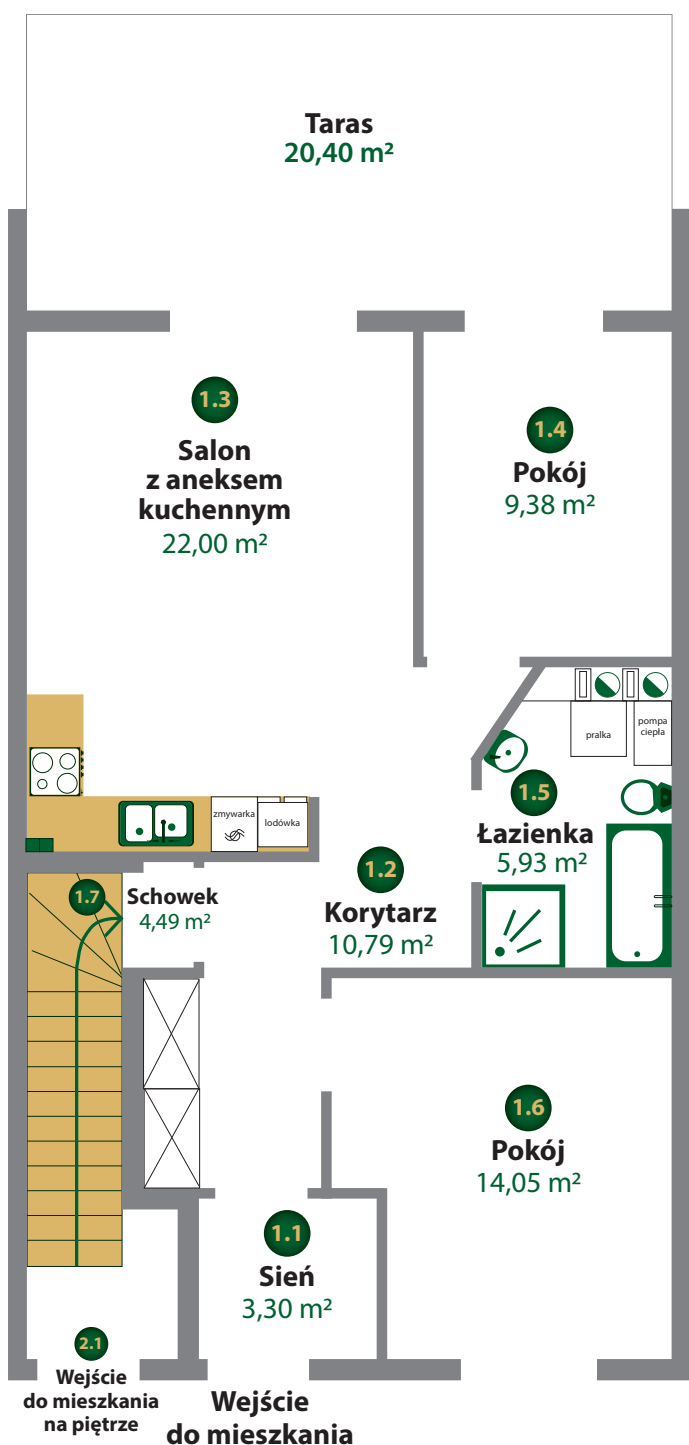 Taras
20,40 m²
1.3
Salon
z aneksem
kuchennym
22,00 m²
1.4
Pokój
9,38 m²
pralka
pompa
ciepła
zmywarka
lodówka
1.5
Łazienka
5,93 m²
1.7
Schowek
4,49 m²
1.2
Korytarz
10,79 m²
1.6
Pokój
14,05 m²
1.1
Sień
3,30 m²
2.1
Wejście
do mieszkania
na piętrze
Wejście
do mieszkania